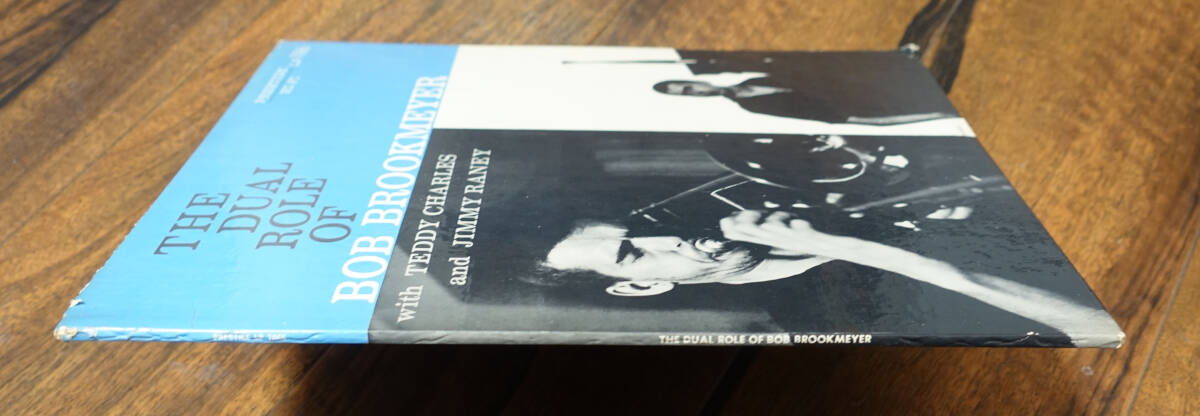 THE
DUAL
ROLE
OF
BOB BROOKMEYER
with TEDDY CHARLES
and JIMMY RANEY
THE DUAL ROLE OF BOB BROOKMEYER